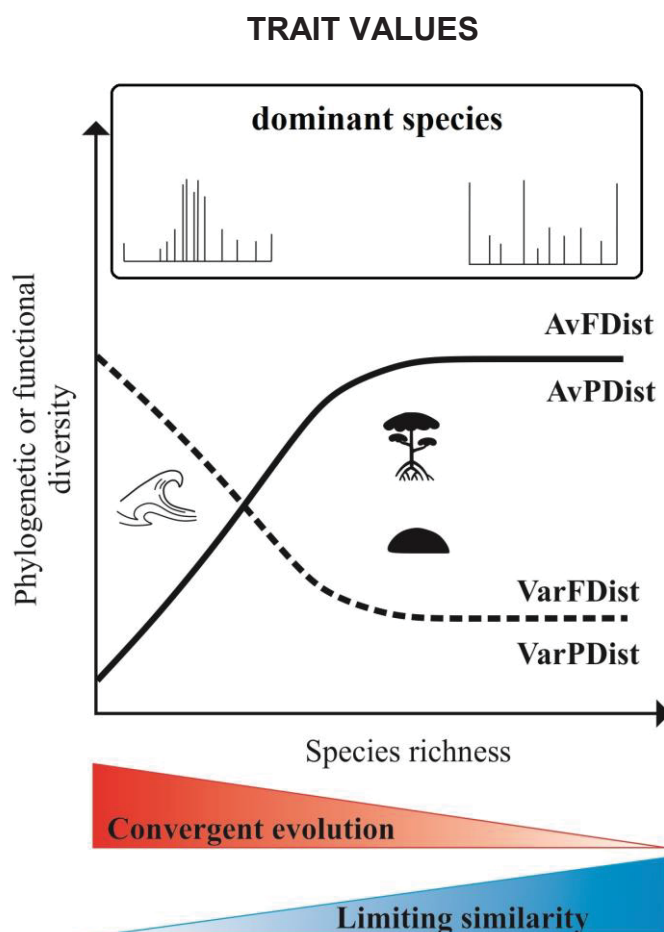 TRAIT VALUES
dominant species
Phylogenetic or functional
diversity
AvFDist
AvPDist
VarFDist
VarPDist
Species richness
Convergent evolution
Limiting similarity